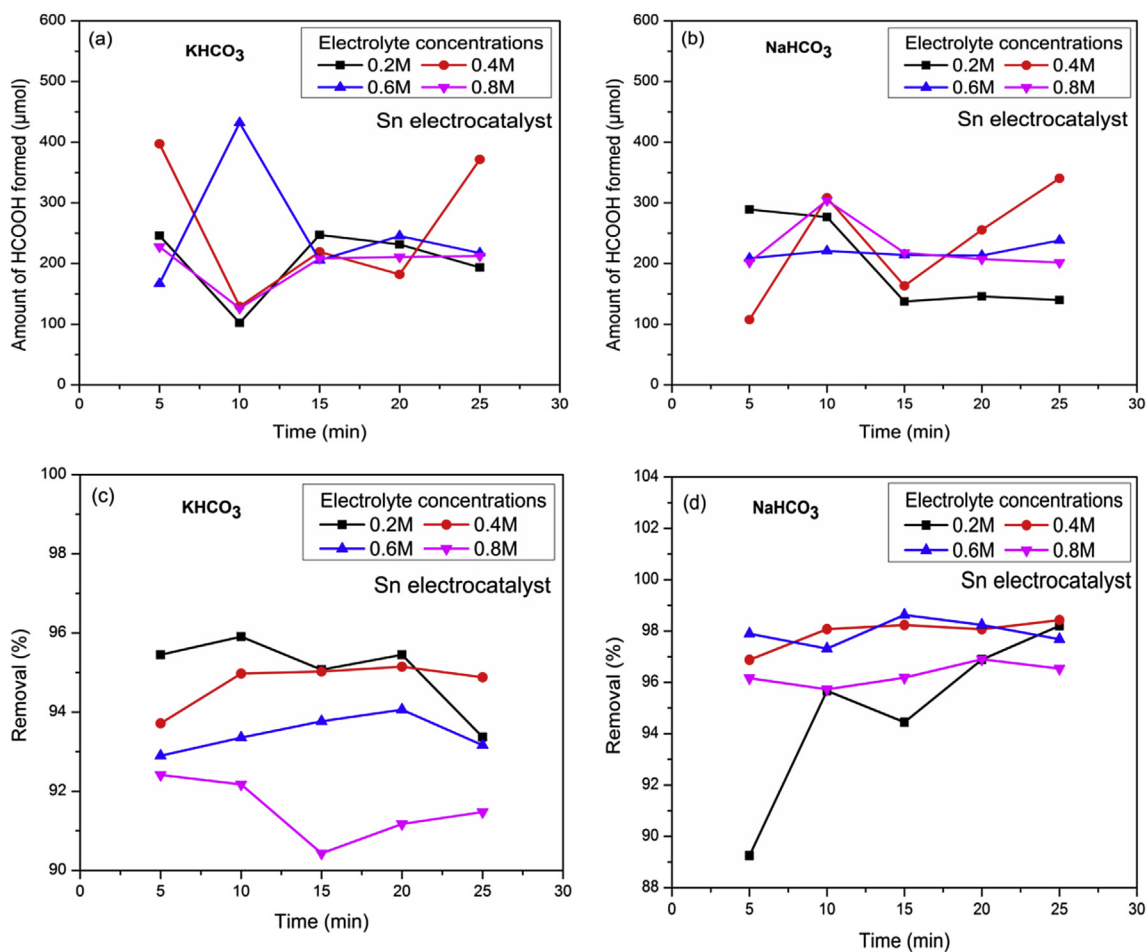 (a)
KHCO3
Electrolyte concentrations
0.2M 0.4M
0.6M 0.8M
Sn electrocatalyst
Amount of HCOOH formed (μmol)
600
500
400
300
200
100
0
0 5 10 15 20 25 30
Time (min)
(b)
NaHCO3
Electrolyte concentrations
0.2M 0.4M
0.6M 0.8M
Sn electrocatalyst
Amount of HCOOH formed (μmol)
600
500
400
300
200
100
0
0 5 10 15 20 25 30
Time (min)
(c)
KHCO3
Electrolyte concentrations
0.2M 0.4M
0.6M 0.8M
Sn electrocatalyst
Removal (%)
100
98
96
94
92
90
0 5 10 15 20 25 30
Time (min)
(d)
NaHCO3
Electrolyte concentrations
0.2M 0.4M
0.6M 0.8M
Sn electrocatalyst
Removal (%)
104
102
100
98
96
94
92
90
88
0 5 10 15 20 25 30
Time (min)